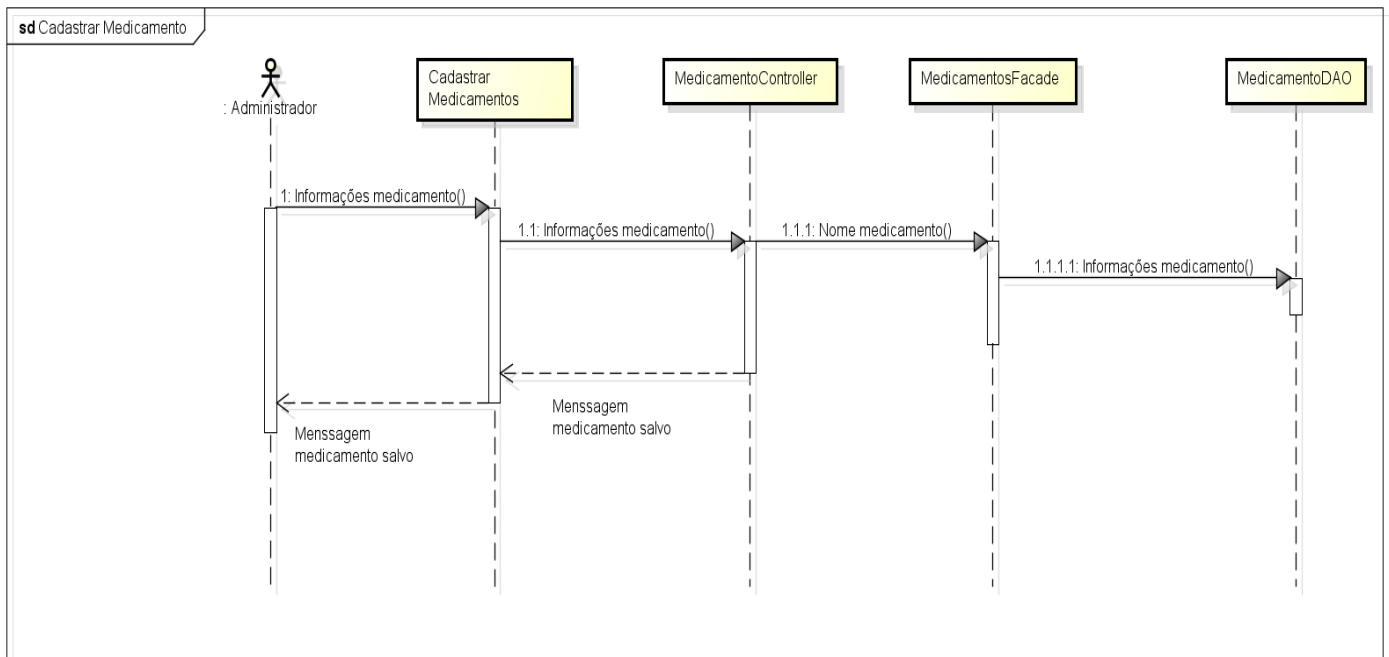 sd Cadastrar Medicamento
: Administrador
Cadastrar
Medicamentos
MedicamentoController
MedicamentosFacade
MedicamentoDAO
1: Informações medicamento()
1.1: Informações medicamento()
1.1.1: Nome medicamento()
1.1.1.1: Informações medicamento()
Menssagem
medicamento salvo
Menssagem
medicamento salvo